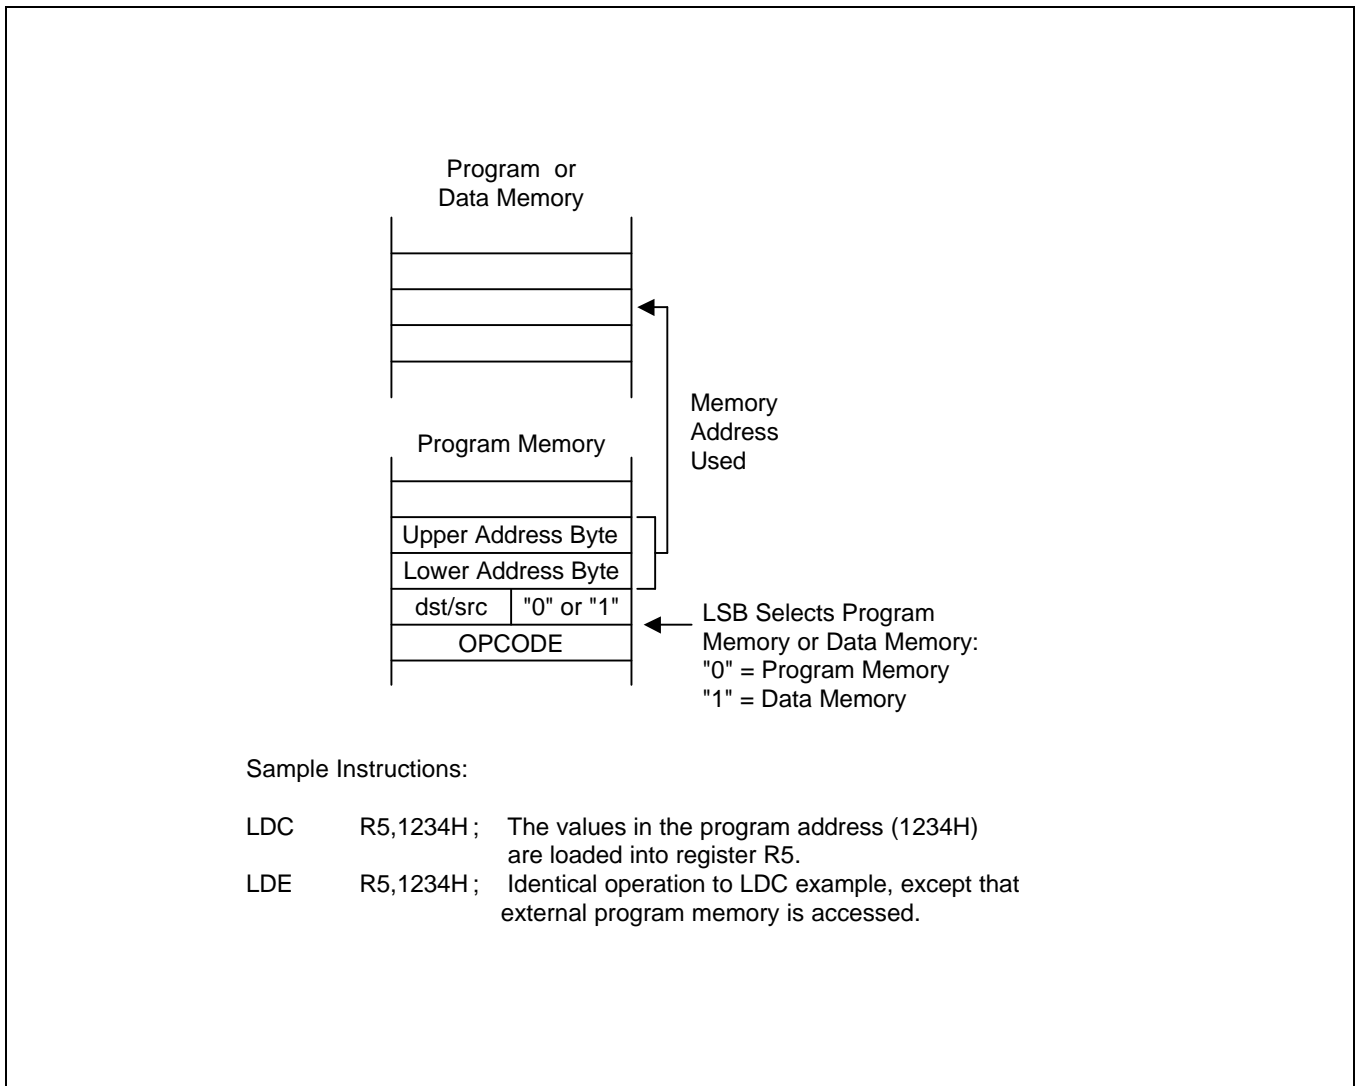 Program or
Data Memory
Memory
Address
Used
Program Memory
Upper Address Byte
Lower Address Byte
dst/src "0" or "1"
OPCODE
LSB Selects Program
Memory or Data Memory:
"0" = Program Memory
"1" = Data Memory
Sample Instructions:
LDC R5,1234H ; The values in the program address (1234H)
are loaded into register R5.
LDE R5,1234H ; Identical operation to LDC example, except that
external program memory is accessed.